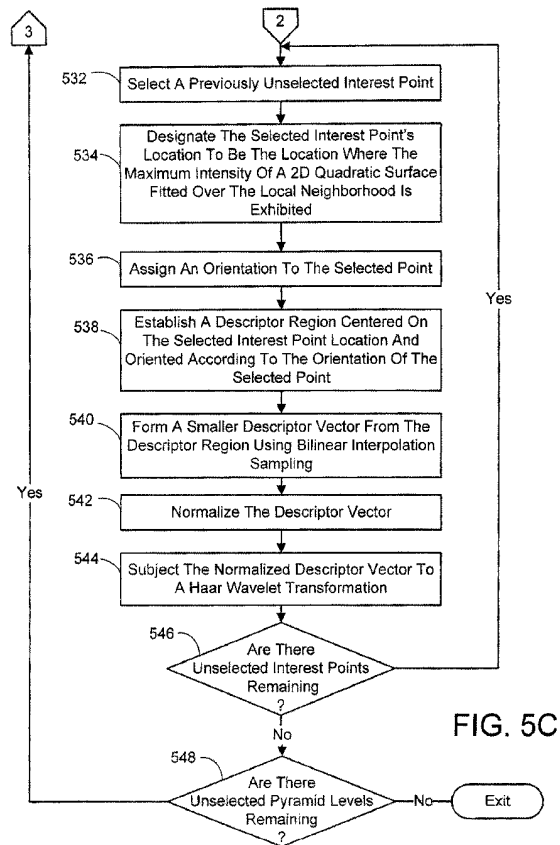 3
2
532
Select A Previously Unselected Interest Point
534
Designate The Selected Interest Point's
Location To Be The Location Where The
Maximum Intensity Of A 2D Quadratic Surface
Fitted Over The Local Neighborhood Is
Exhibited
536
Assign An Orientation To The Selected Point
Yes
538
Establish A Descriptor Region Centered On
The Selected Interest Point Location And
Oriented According To The Orientation Of The
Selected Point
540
Form A Smaller Descriptor Vector From The
Descriptor Region Using Bilinear Interpolation
Sampling
Yes
542
Normalize The Descriptor Vector
544
Subject The Normalized Descriptor Vector To
A Haar Wavelet Transformation
546
Are There
Unselected Interest Points
Remaining
?
No
FIG. 5C
548
Are There
Unselected Pyramid Levels
Remaining
?
No
Exit